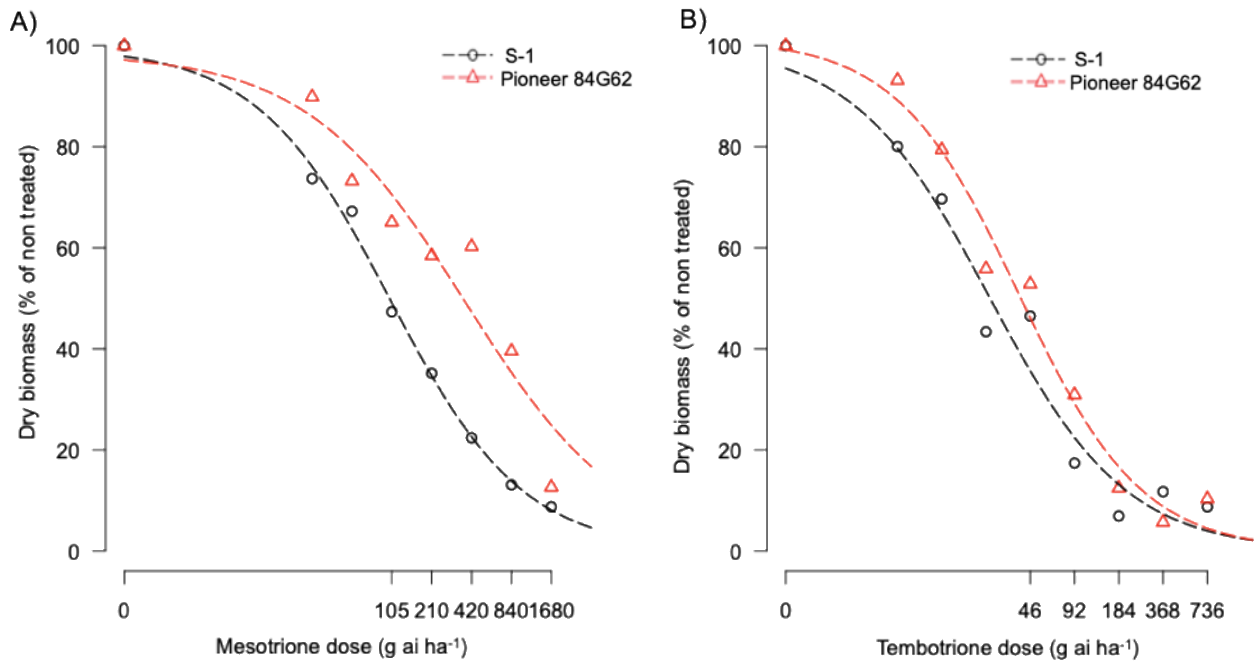 A)
Dry biomass (% of non treated)
100
80
60
40
20
0
S-1
Pioneer 84G62
0 105 210 420 840 1680
Mesotrione dose (g ai ha⁻¹)
B)
Dry biomass (% of non treated)
100
80
60
40
20
0
S-1
Pioneer 84G62
0 46 92 184 368 736
Tembotrione dose (g ai ha⁻¹)